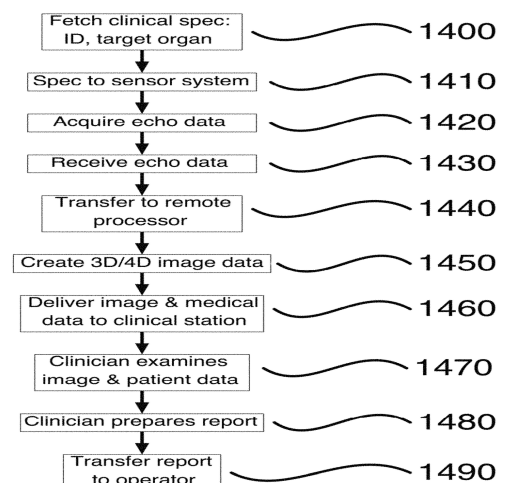 Fetch clinical spec:
ID, target organ
1400
Spec to sensor system
1410
Acquire echo data
1420
Receive echo data
1430
Transfer to remote
processor
1440
Create 3D/4D image data
1450
Deliver image & medical
data to clinical station
1460
Clinician examines
image & patient data
1470
Clinician prepares report
1480
Transfer report
to operator
1490